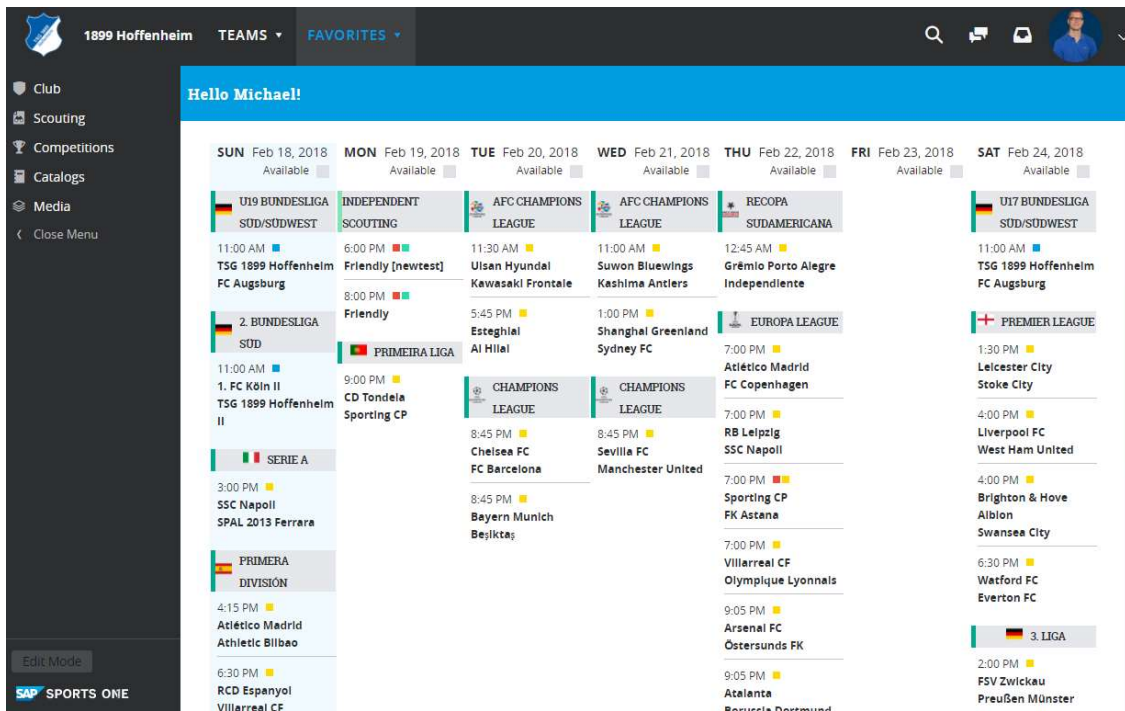 1899 Hoffenheim TEAMS FAVORITES
Club
Scouting
Competitions
Catalogs
Media
Close Menu
Edit Mode
SAP SPORTS ONE
Hello Michael!
SUN Feb 18, 2018
Available
U19 BUNDESLIGA
SÜD/SÜDWEST
11:00 AM
TSG 1899 Hoffenheim
FC Augsburg
2. BUNDESLIGA
SÜD
11:00 AM
1. FC Köln II
TSG 1899 Hoffenheim
II
SERIE A
3:00 PM
SSC Napoli
SPAL 2013 Ferrara
PRIMERA
DIVISIÓN
4:15 PM
Atlético Madrid
Athletic Bilbao
6:30 PM
RCD Espanyol
Villarreal CF
MON Feb 19, 2018
Available
INDEPENDENT
SCOUTING
6:00 PM
Friendly [newtest]
8:00 PM
Friendly
PRIMEIRA LIGA
9:00 PM
CD Tondela
Sporting CP
TUE Feb 20, 2018
Available
AFC CHAMPIONS
LEAGUE
11:30 AM
Ulsan Hyundai
Kawasaki Frontale
5:45 PM
Esteghlal
Al Hilal
CHAMPIONS
LEAGUE
8:45 PM
Chelsea FC
FC Barcelona
8:45 PM
Bayern Munich
Beşiktaş
WED Feb 21, 2018
Available
AFC CHAMPIONS
LEAGUE
11:00 AM
Suwon Bluewings
Kashima Antlers
1:00 PM
Shanghai Greenland
Sydney FC
CHAMPIONS
LEAGUE
8:45 PM
Sevilla FC
Manchester United
THU Feb 22, 2018
Available
RECOPA
SUDAMERICANA
12:45 AM
Grêmio Porto Alegre
Independiente
EUROPA LEAGUE
7:00 PM
Atlético Madrid
FC Copenhagen
7:00 PM
RB Leipzig
SSC Napoli
7:00 PM
Sporting CP
FK Astana
7:00 PM
Villarreal CF
Olympique Lyonnais
9:05 PM
Arsenal FC
Östersunds FK
9:05 PM
Atalanta
Borussia Dortmund
FRI Feb 23, 2018
Available
SAT Feb 24, 2018
Available
U17 BUNDESLIGA
SÜD/SÜDWEST
11:00 AM
TSG 1899 Hoffenheim
FC Augsburg
PREMIER LEAGUE
1:30 PM
Leicester City
Stoke City
4:00 PM
Liverpool FC
West Ham United
4:00 PM
Brighton & Hove
Albion
Swansea City
6:30 PM
Watford FC
Everton FC
3. LIGA
2:00 PM
FSV Zwickau
Preußen Münster